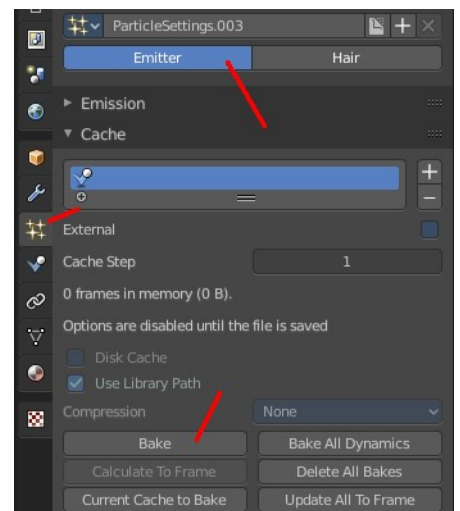 ParticleSettings.003
Emitter Hair
Emission
Cache
External
Cache Step 1
0 frames in memory (0 B).
Options are disabled until the file is saved
Disk Cache
Use Library Path
Compression None
Bake Bake All Dynamics
Calculate To Frame Delete All Bakes
Current Cache to Bake Update All To Frame